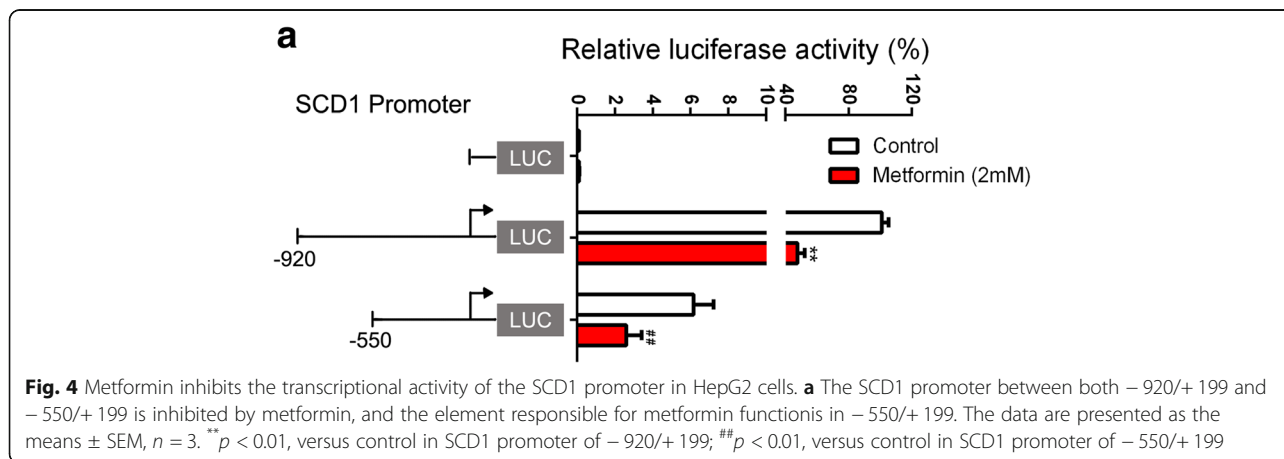 a
Relative luciferase activity (%)
SCD1 Promoter
0 2 4 6 10 40 80 120
Control
Metformin (2mM)
LUC
LUC
-920
**
LUC
-550
##
Fig. 4 Metformin inhibits the transcriptional activity of the SCD1 promoter in HepG2 cells. a The SCD1 promoter between both − 920/+ 199 and
− 550/+ 199 is inhibited by metformin, and the element responsible for metformin functionis in − 550/+ 199. The data are presented as the
means ± SEM, n = 3. **p < 0.01, versus control in SCD1 promoter of − 920/+ 199; ##p < 0.01, versus control in SCD1 promoter of − 550/+ 199